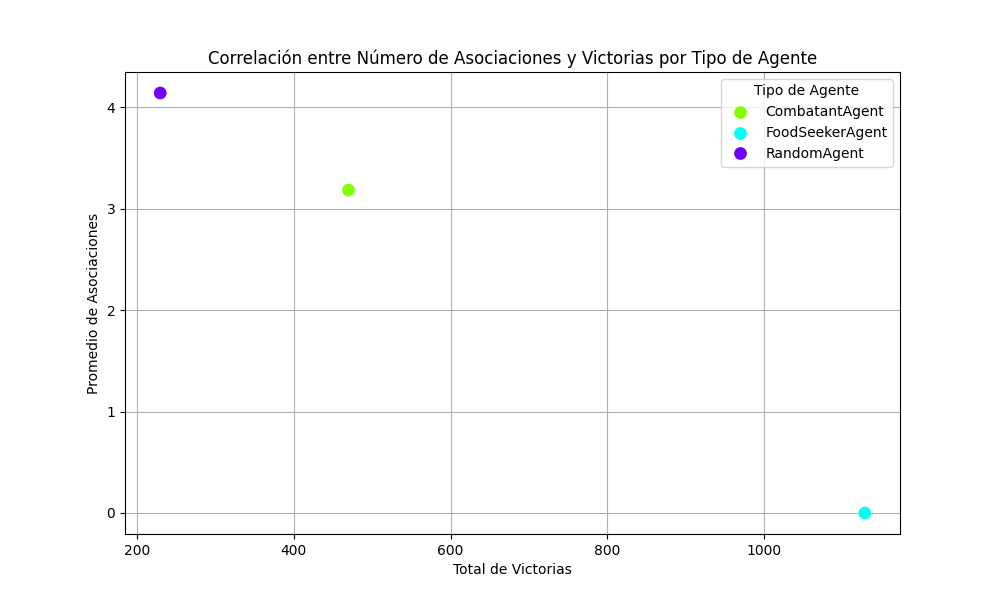 Correlación entre Número de Asociaciones y Victorias por Tipo de Agente
Tipo de Agente
CombatantAgent
FoodSeekerAgent
RandomAgent
Promedio de Asociaciones
4
3
2
1
0
200 400 600 800 1000
Total de Victorias